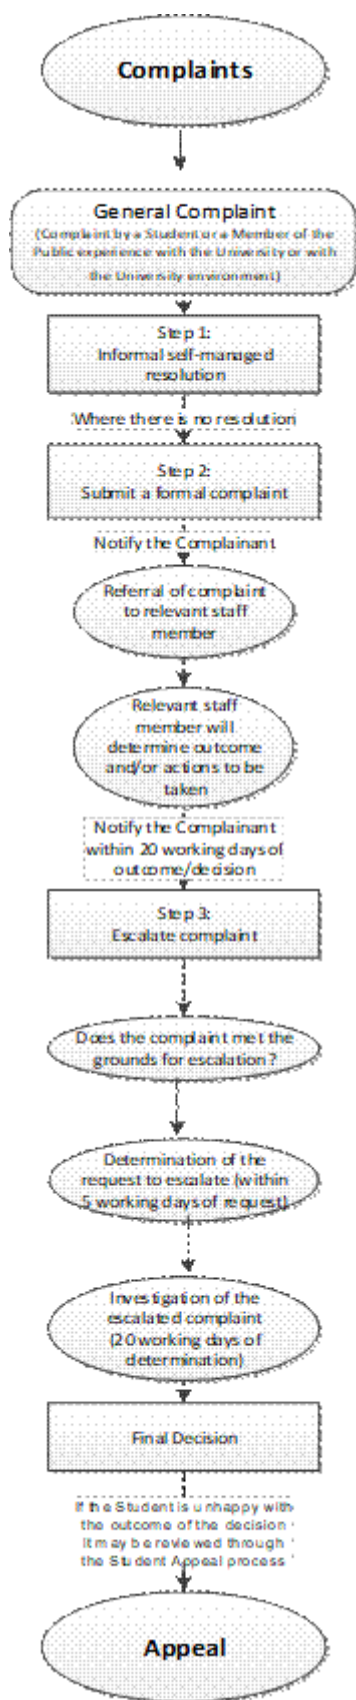 Complaints
General Complaint
(Complaint by a Student or a Member of the
Public experience with the University or with
the University environment)
Step 1:
Informal self-managed
resolution
Where there is no resolution
Step 2:
Submit a formal complaint
Notify the Complainant
Referral of complaint
to relevant staff
member
Relevant staff
member will
determine outcome
and/or actions to be
taken
Notify the Complainant
within 20 working days of
outcome/decision
Step 3:
Escalate complaint
Does the complaint met the
grounds for escalation?
Determination of the
request to escalate (within
5 working days of request)
Investigation of the
escalated complaint
(20 working days of
determination)
Final Decision
If the Student is unhappy with
the outcome of the decision
it may be reviewed through
the Student Appeal process
Appeal